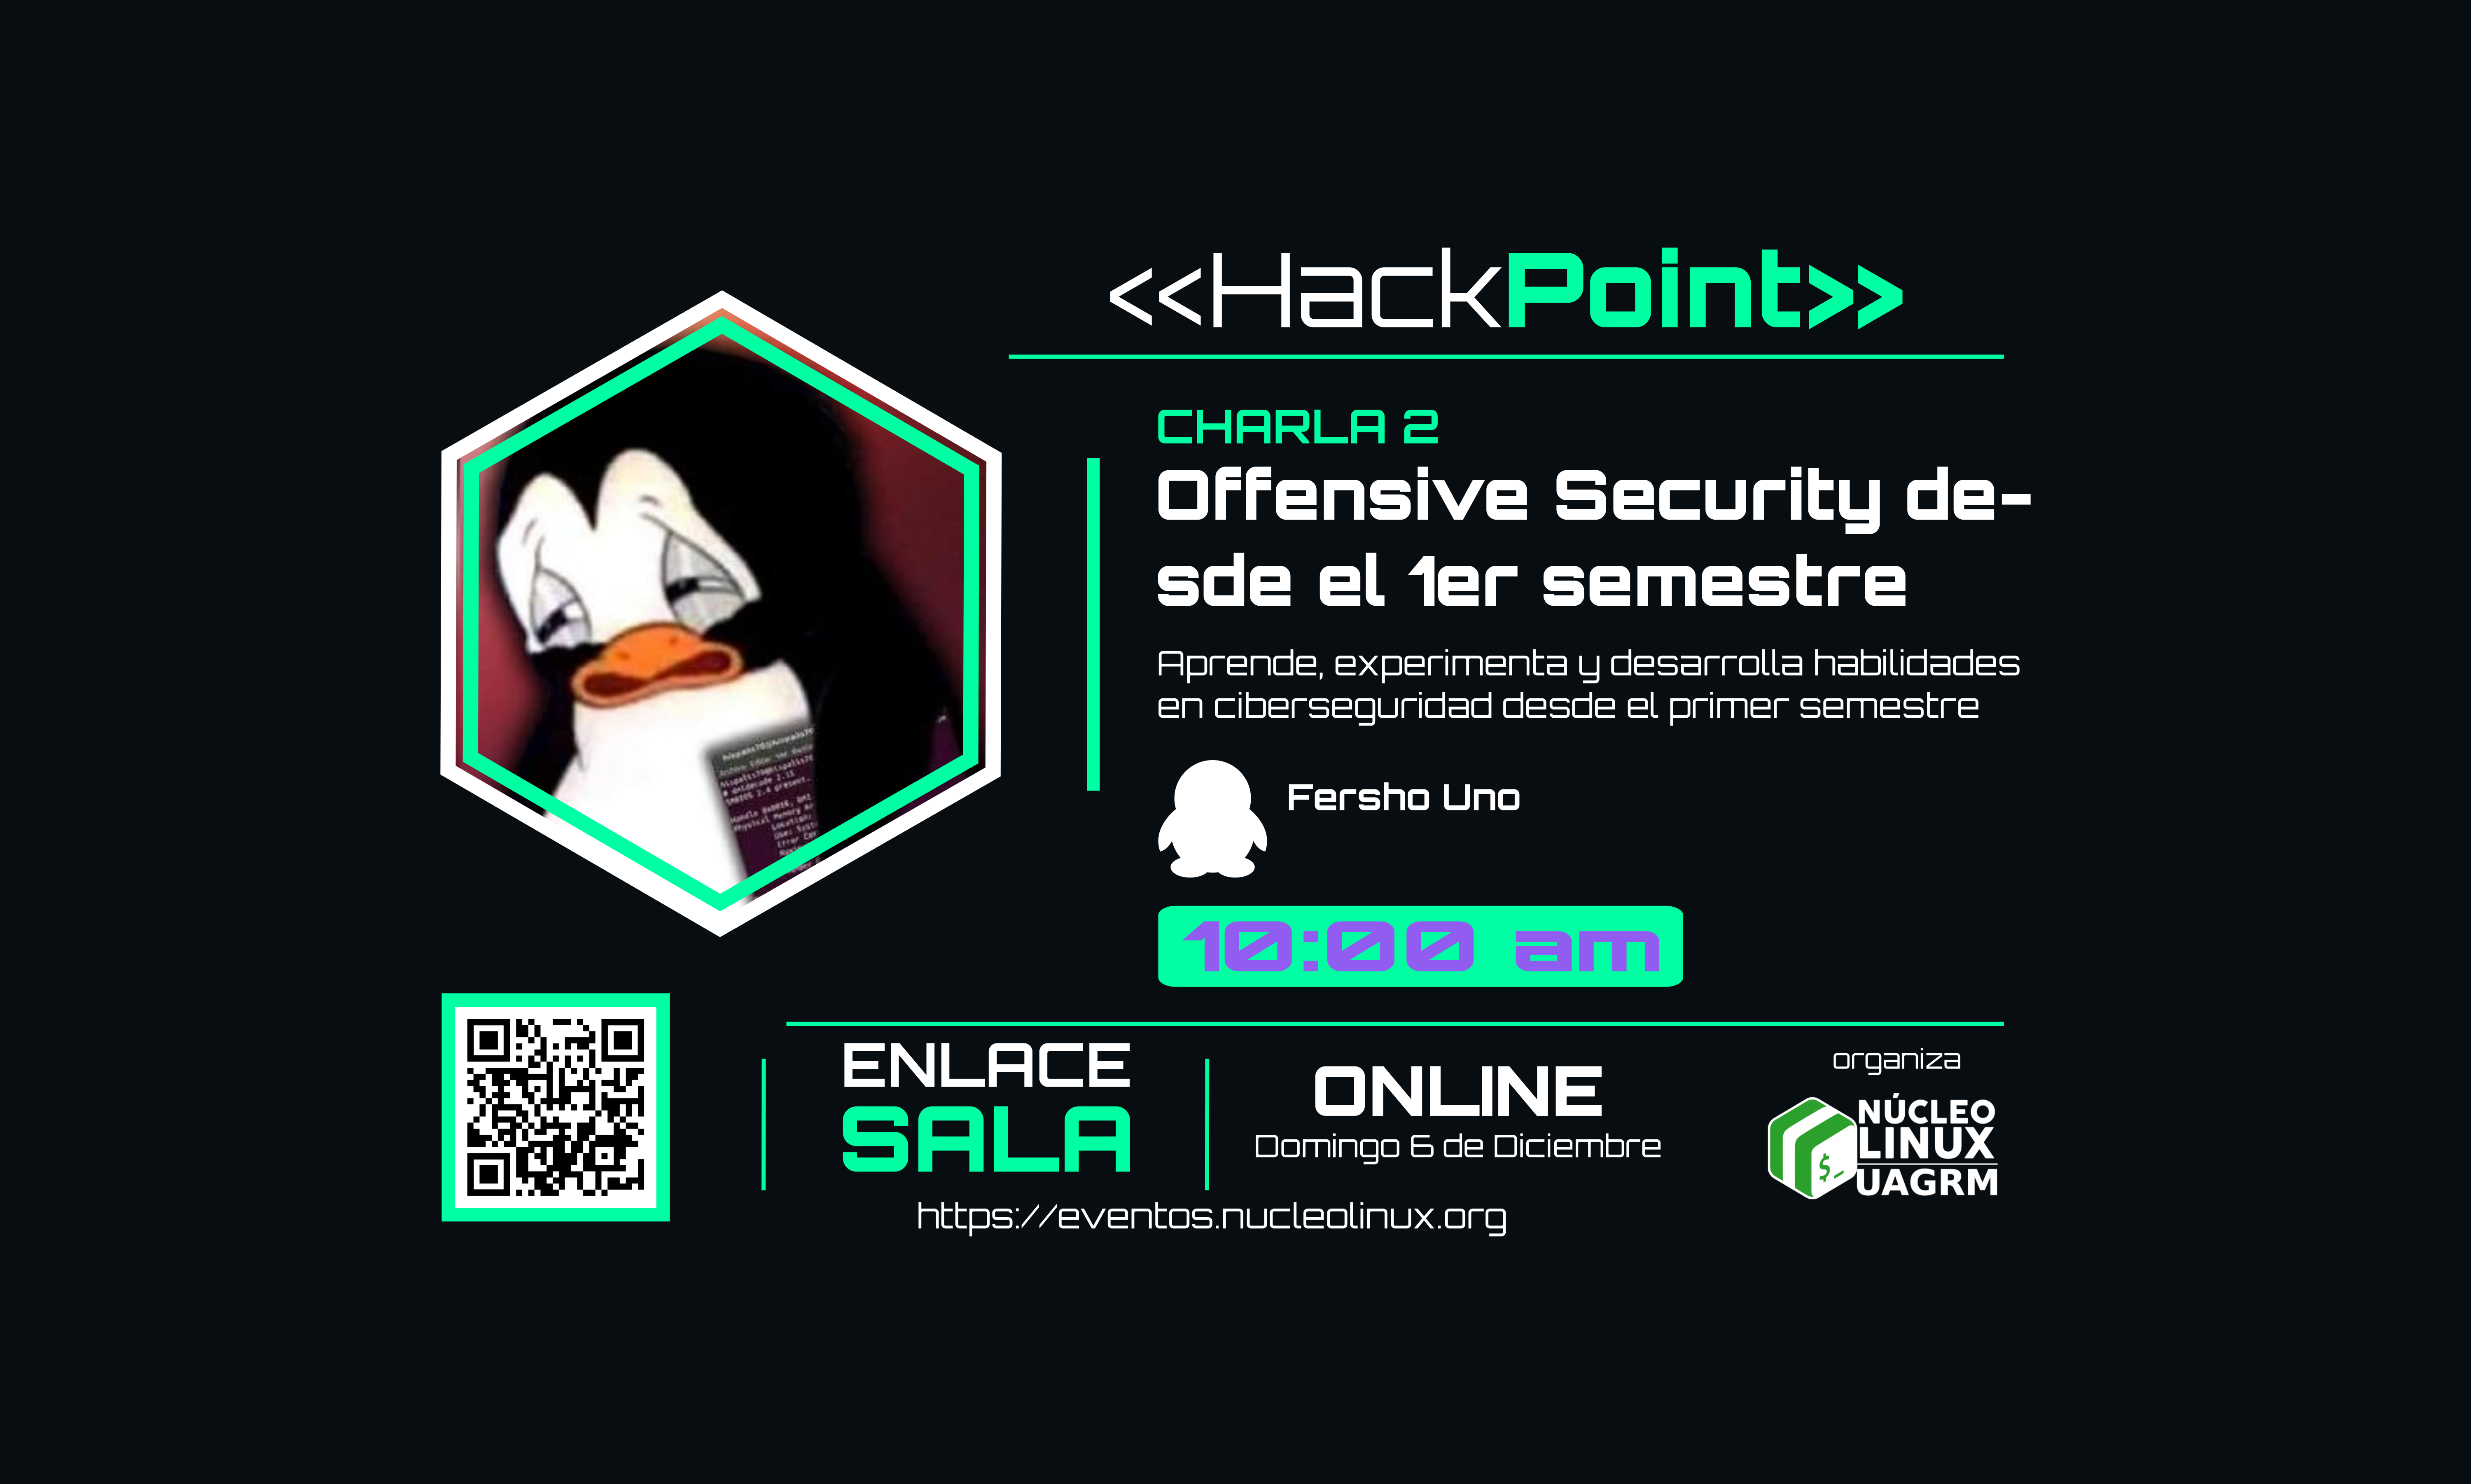 <<HackPoint>>
CHARLA 2
Offensive Security de-
sde el 1er semestre
Aprende, experimenta y desarrolla habilidades
en ciberseguridad desde el primer semestre
Fersho Uno
10:00 am
ENLACE
SALA
ONLINE
Domingo 6 de Diciembre
https://eventos.nucleolinux.org
organiza
$_
NÚCLEO
LINUX
UAGRM